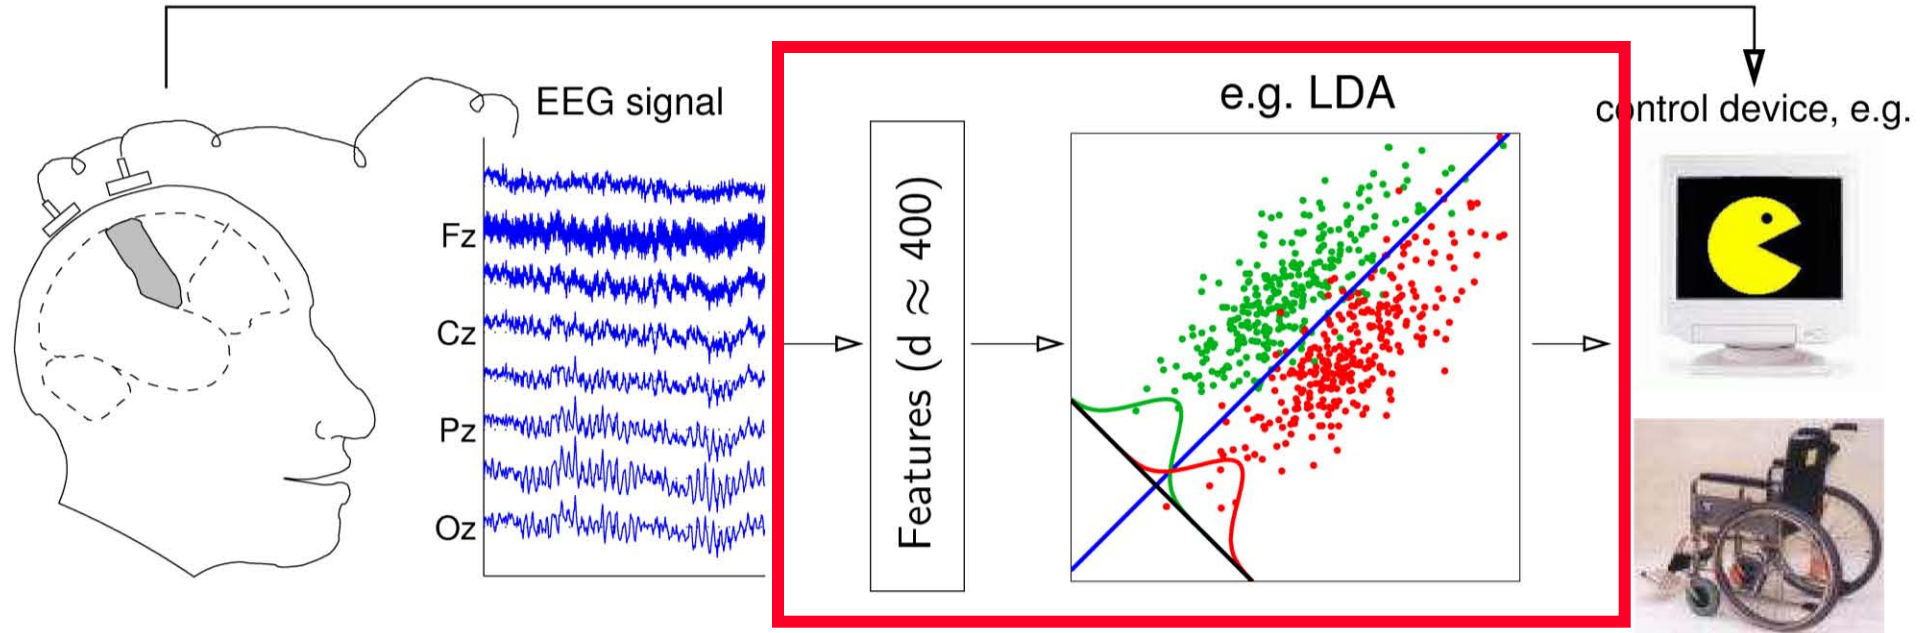 EEG signal
Fz
Cz
Pz
Oz
Features (d ≈ 400)
e.g. LDA
control device, e.g.